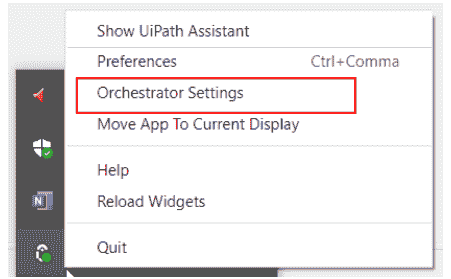 Show UiPath Assistant
Preferences Ctrl+Comma
Orchestrator Settings
Move App To Current Display
Help
Reload Widgets
Quit
N